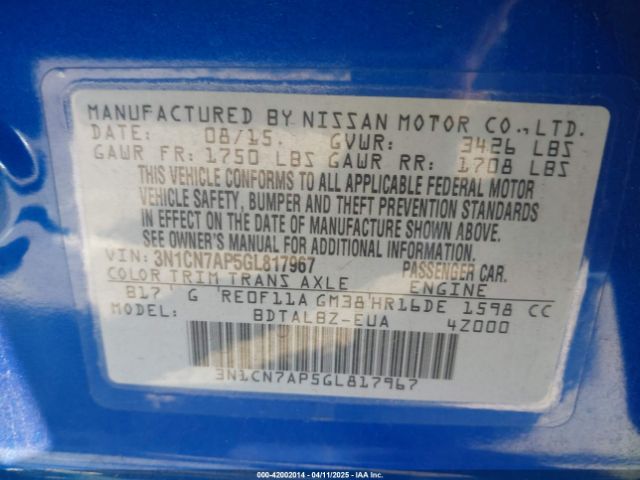 MANUFACTURED BY NISSAN MOTOR CO., LTD.
DATE: 08/15. GVWR: 3426 LBS
GAWR FR: 1750 LBS GAWR RR: 1708 LBS
THIS VEHICLE CONFORMS TO ALL APPLICABLE FEDERAL MOTOR
VEHICLE SAFETY, BUMPER AND THEFT PREVENTION STANDARDS
IN EFFECT ON THE DATE OF MANUFACTURE SHOWN ABOVE.
SEE OWNER'S MANUAL FOR ADDITIONAL INFORMATION.
VIN: 3N1CN7AP5GL817967 PASSENGER CAR.
COLOR TRIM TRANS AXLE ENGINE
B17 G RE0F11A GM38 HR16DE 1598 CC
MODEL: BDTALBZ-EUA 4Z000
3N1CN7AP5GL817967
000-42002014 - 04/11/2025 - IAA Inc.